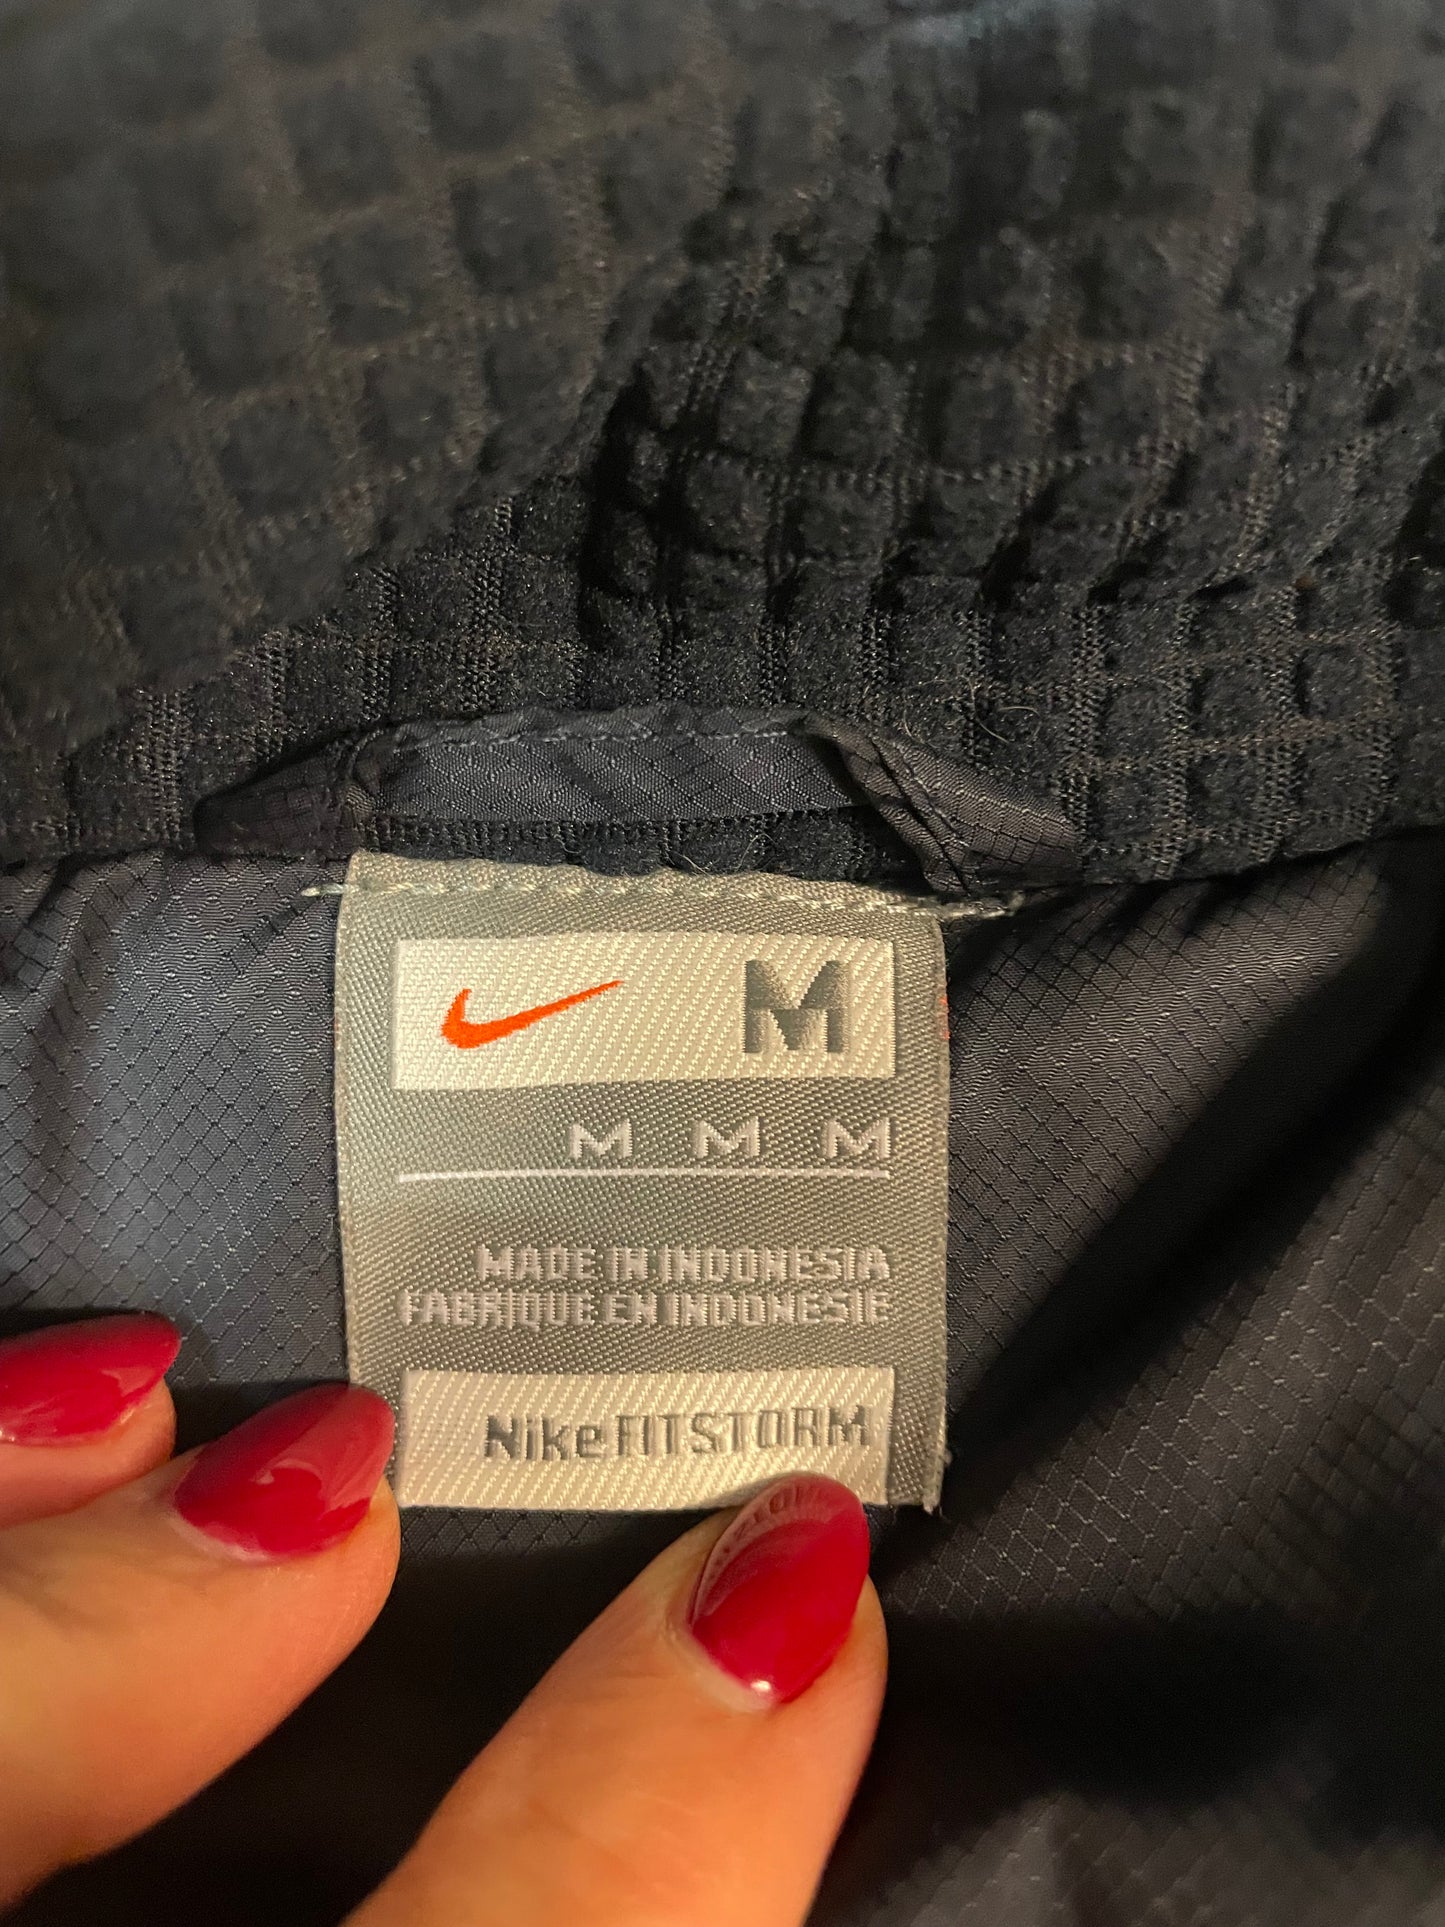 M
M M M
MADE IN INDONESIA
FABRIQUE EN INDONESIE
NikeFITSTORM